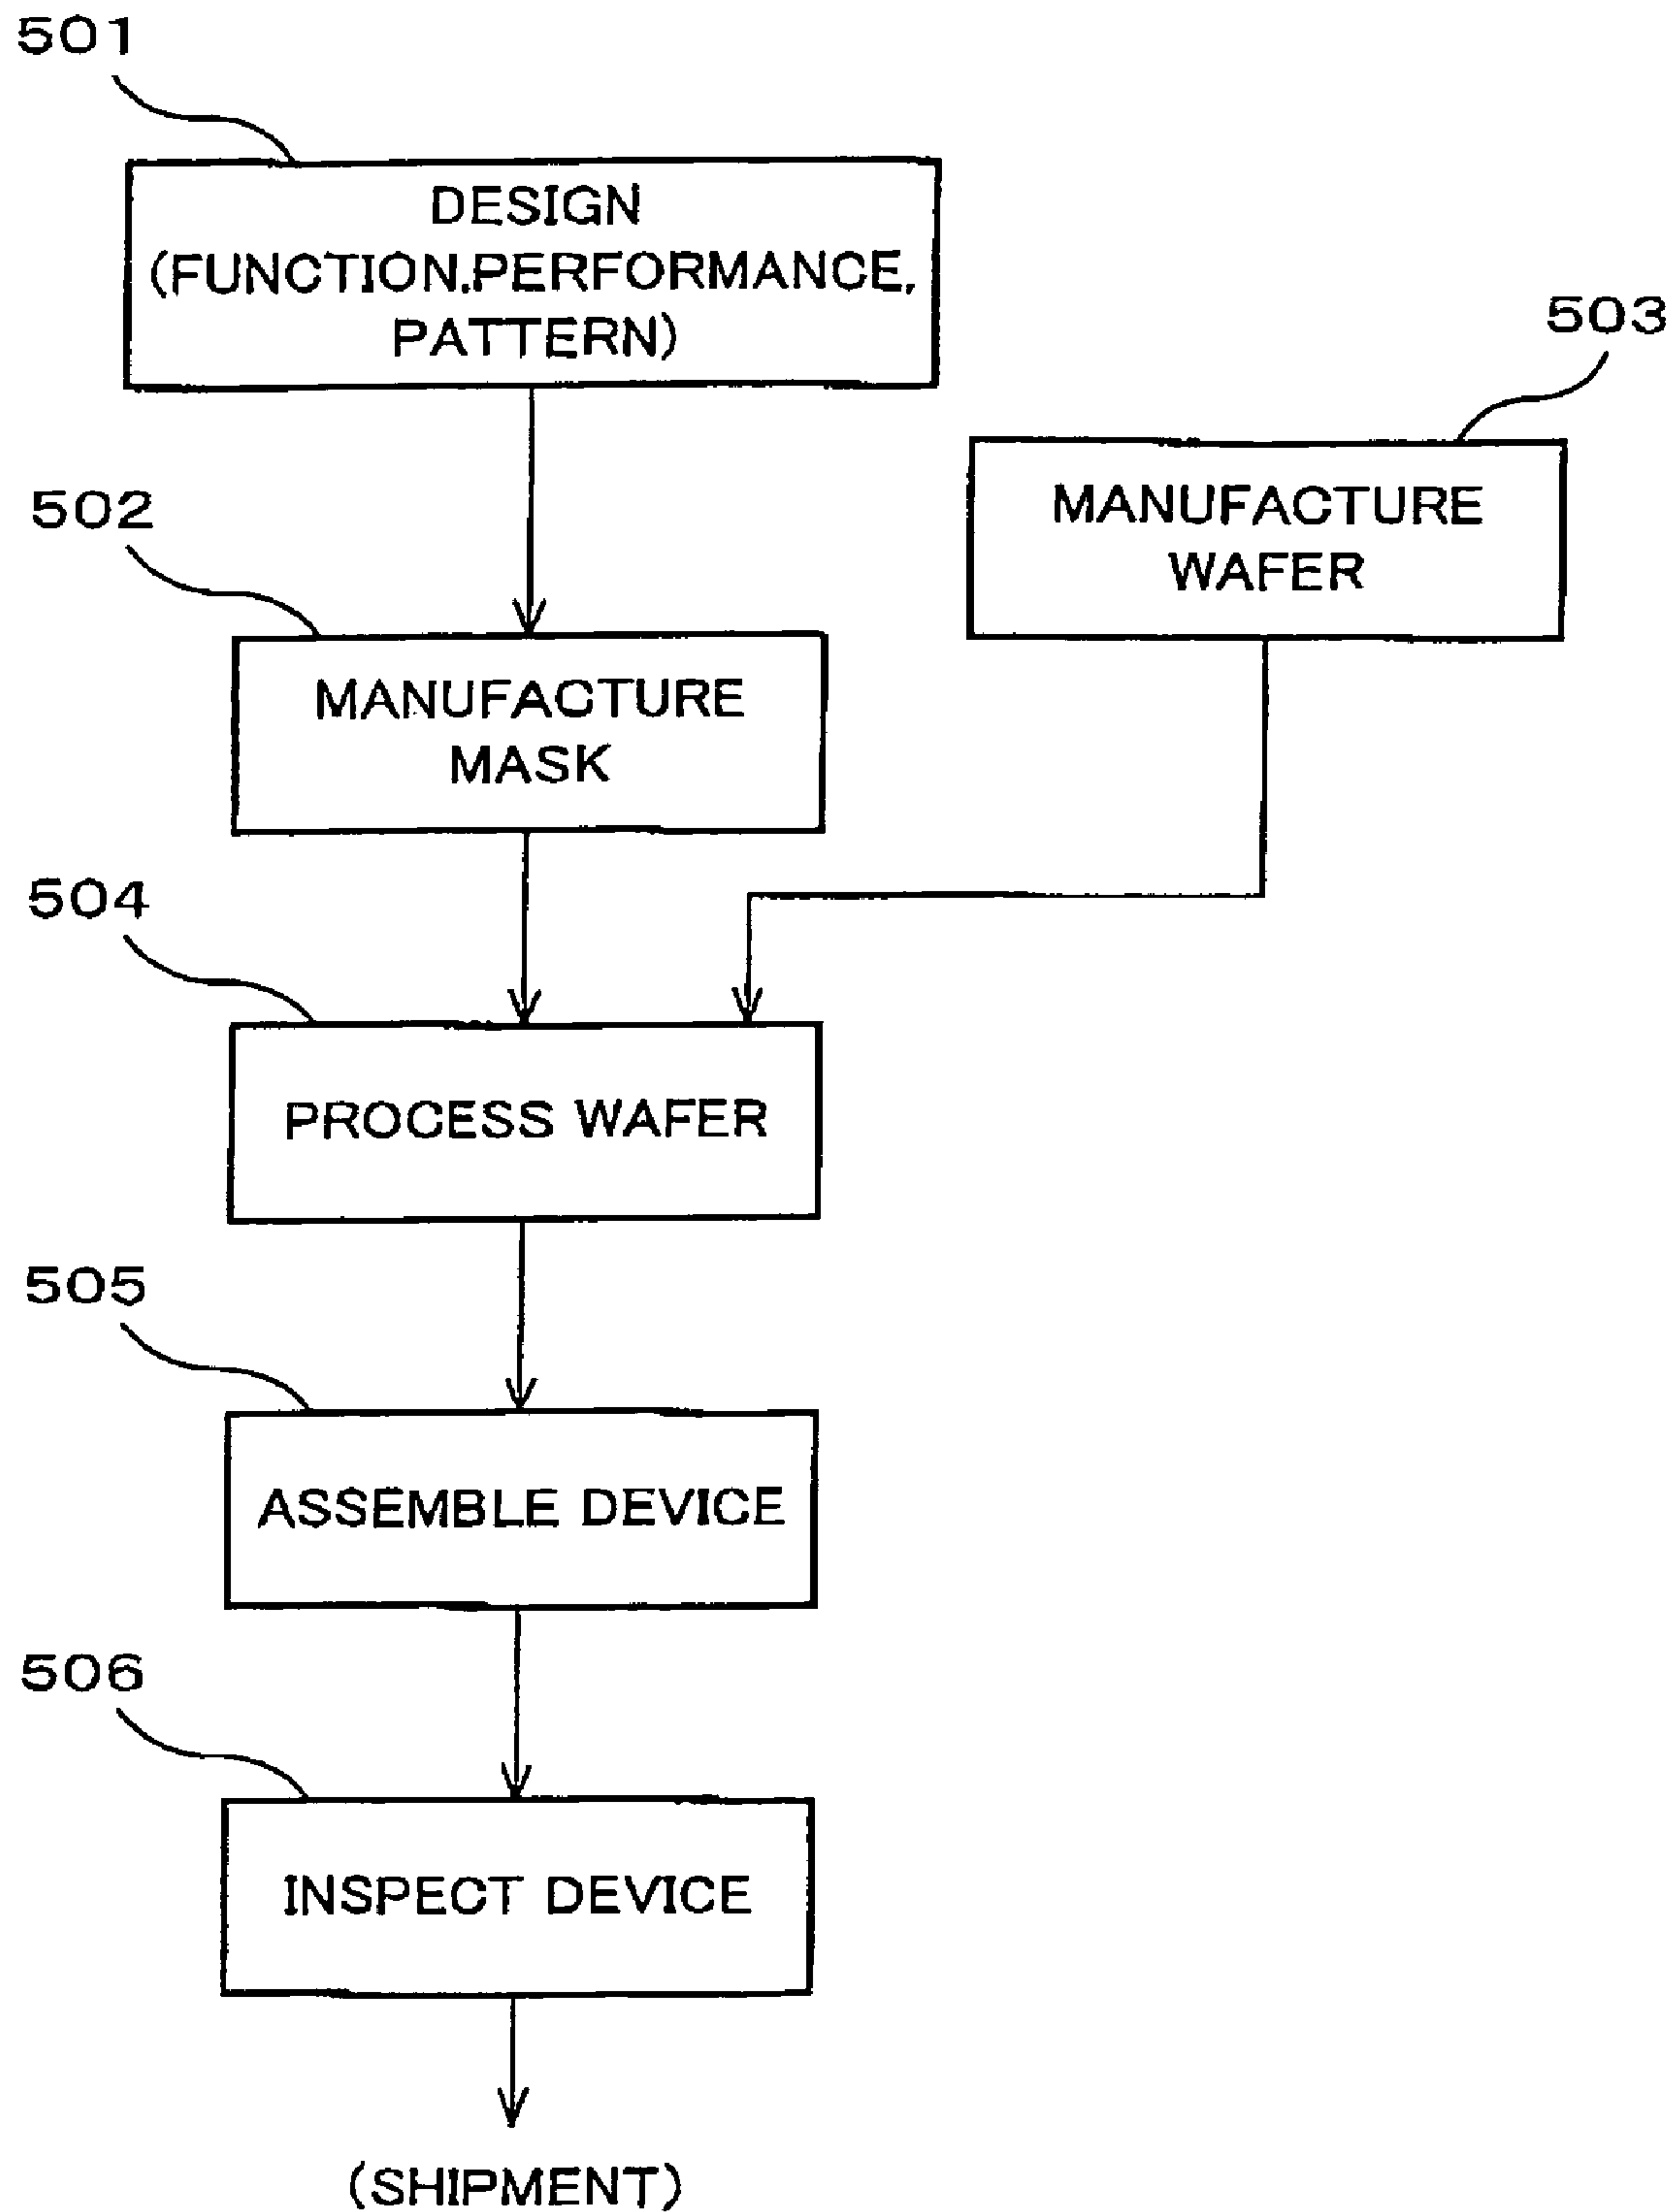 501
DESIGN
(FUNCTION.PERFORMANCE,
PATTERN)
503
MANUFACTURE
WAFER
502
MANUFACTURE
MASK
504
PROCESS WAFER
505
ASSEMBLE DEVICE
506
INSPECT DEVICE
(SHIPMENT)